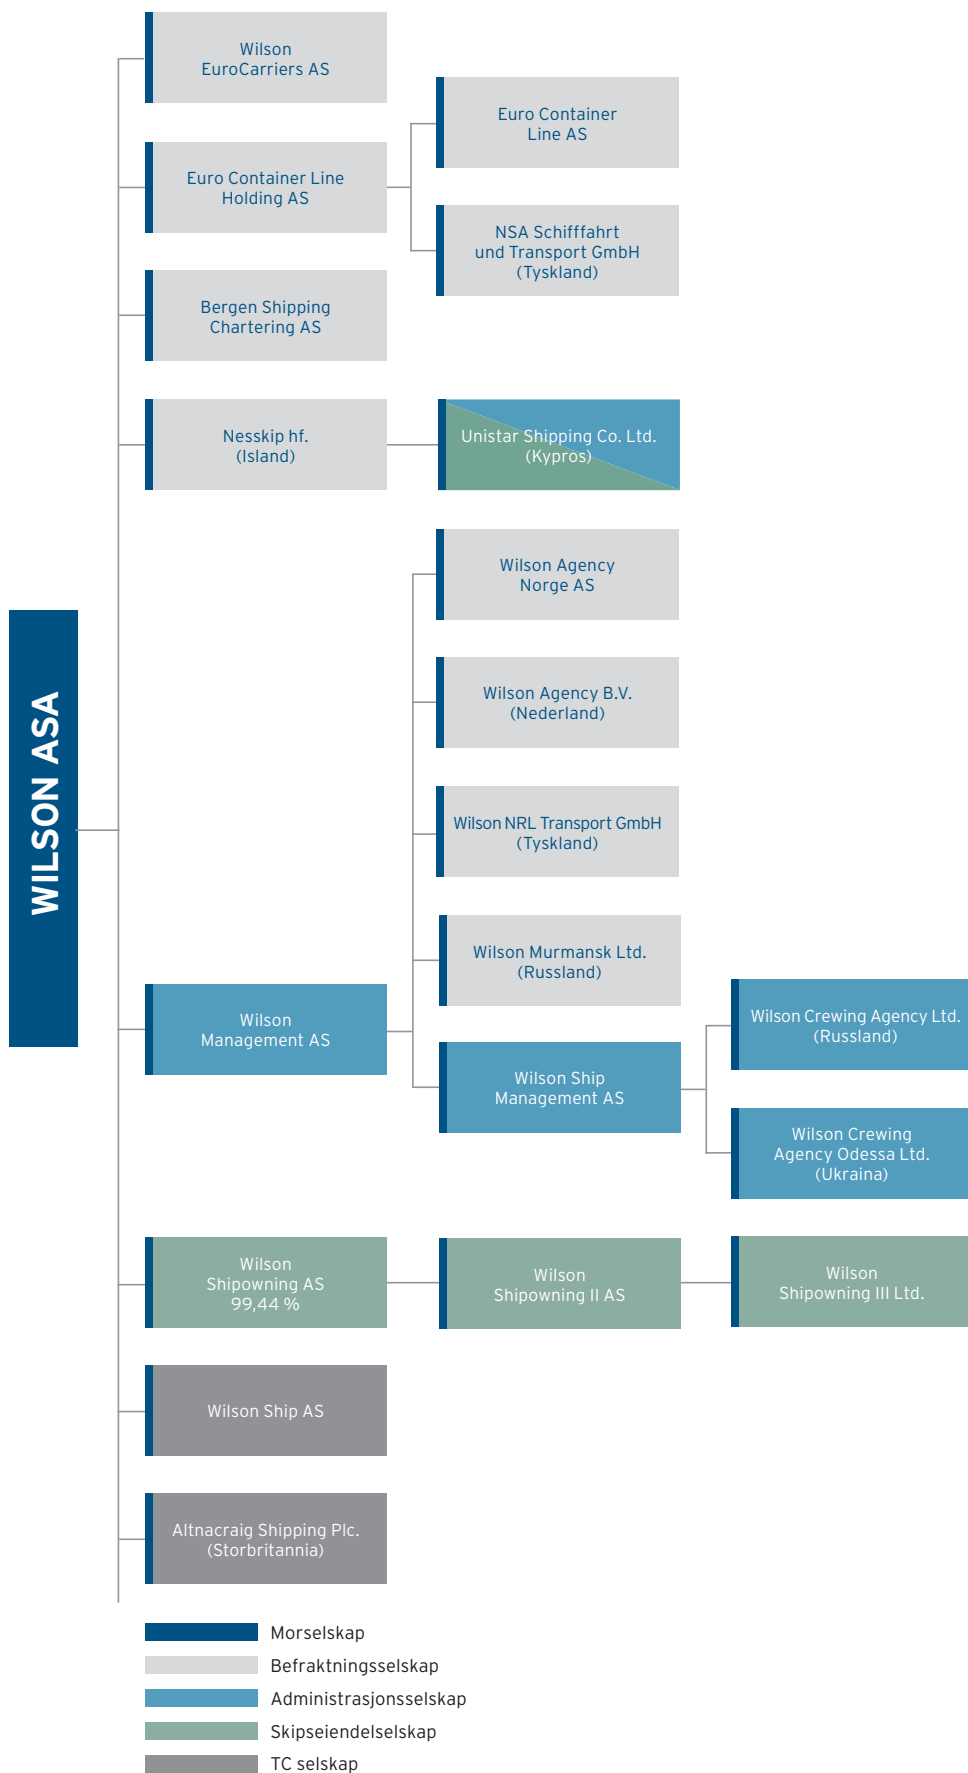 WILSON ASA
Wilson
EuroCarriers AS
Euro Container Line
Holding AS
Euro Container
Line AS
NSA Schifffahrt
und Transport GmbH
(Tyskland)
Bergen Shipping
Chartering AS
Nesskip hf.
(Island)
Unistar Shipping Co. Ltd.
(Kypros)
Wilson
Management AS
Wilson Agency
Norge AS
Wilson Agency B.V.
(Nederland)
Wilson NRL Transport GmbH
(Tyskland)
Wilson Murmansk Ltd.
(Russland)
Wilson Ship
Management AS
Wilson Crewing Agency Ltd.
(Russland)
Wilson Crewing
Agency Odessa Ltd.
(Ukraina)
Wilson
Shipowning AS
99,44 %
Wilson
Shipowning II AS
Wilson
Shipowning III Ltd.
Wilson Ship AS
Altnacraig Shipping Plc.
(Storbritannia)
Morselskap
Befraktningsselskap
Administrasjonsselskap
Skipseiendelselskap
TC selskap